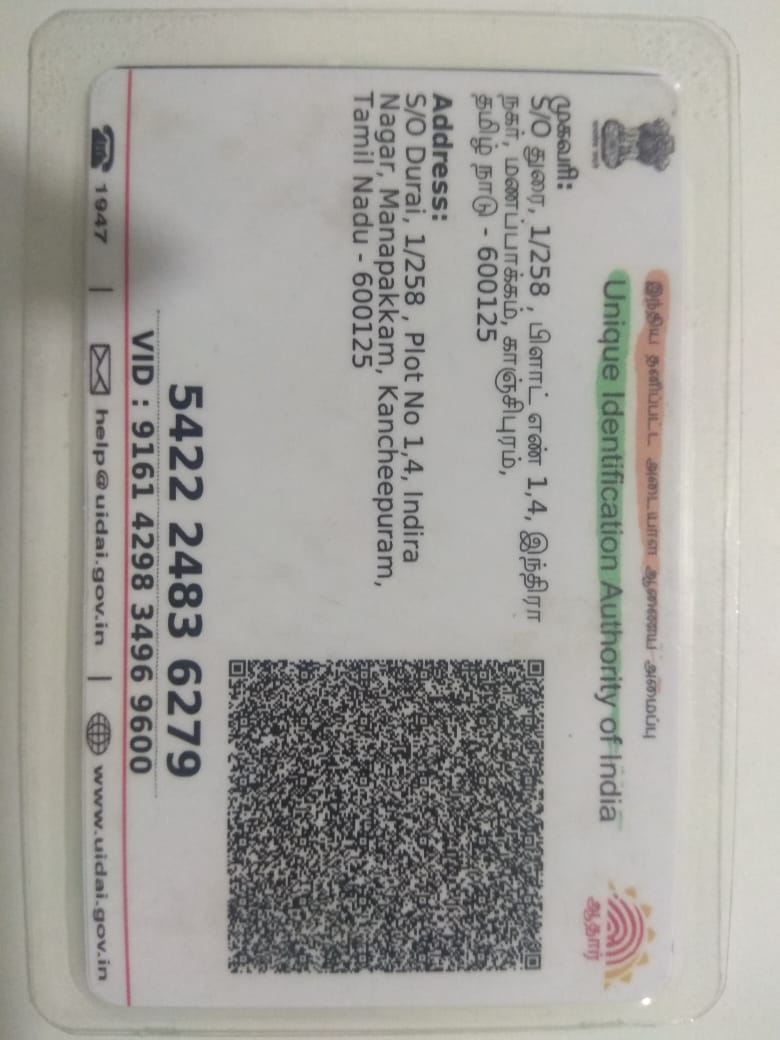 இந்திய தனிப்பட்ட அடையாள ஆணைய அமைப்பு
Unique Identification Authority of India
ஆதார்
முகவரி:
S/O துரை, 1/258 , பிளாட் எண் 1,4, இந்திரா
நகர், மணப்பாக்கம், காஞ்சிபுரம்,
தமிழ் நாடு - 600125
Address:
S/O Durai, 1/258 , Plot No 1,4, Indira
Nagar, Manapakkam, Kancheepuram,
Tamil Nadu - 600125
5422 2483 6279
VID : 9161 4298 3496 9600
1947 | help@uidai.gov.in | www.uidai.gov.in